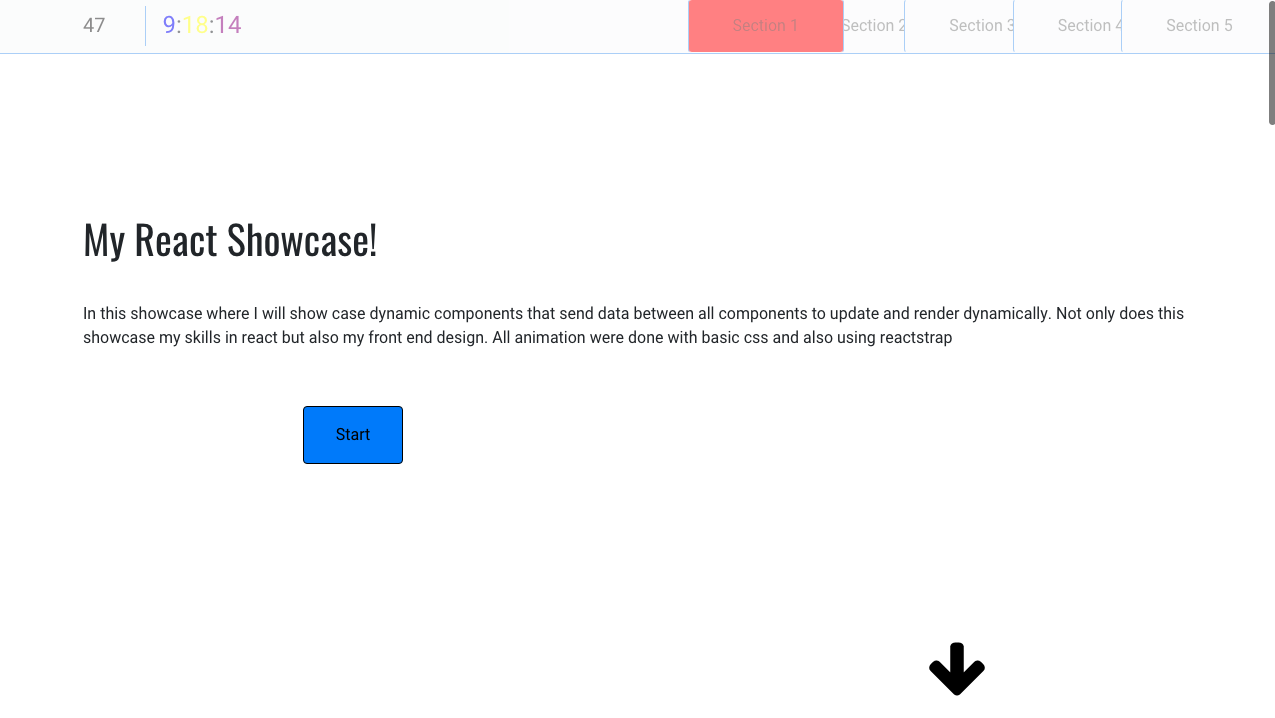 47
9:18:14
Section 1
Section 2
Section 3
Section 4
Section 5
My React Showcase!
In this showcase where I will show case dynamic components that send data between all components to update and render dynamically. Not only does this
showcase my skills in react but also my front end design. All animation were done with basic css and also using reactstrap
Start